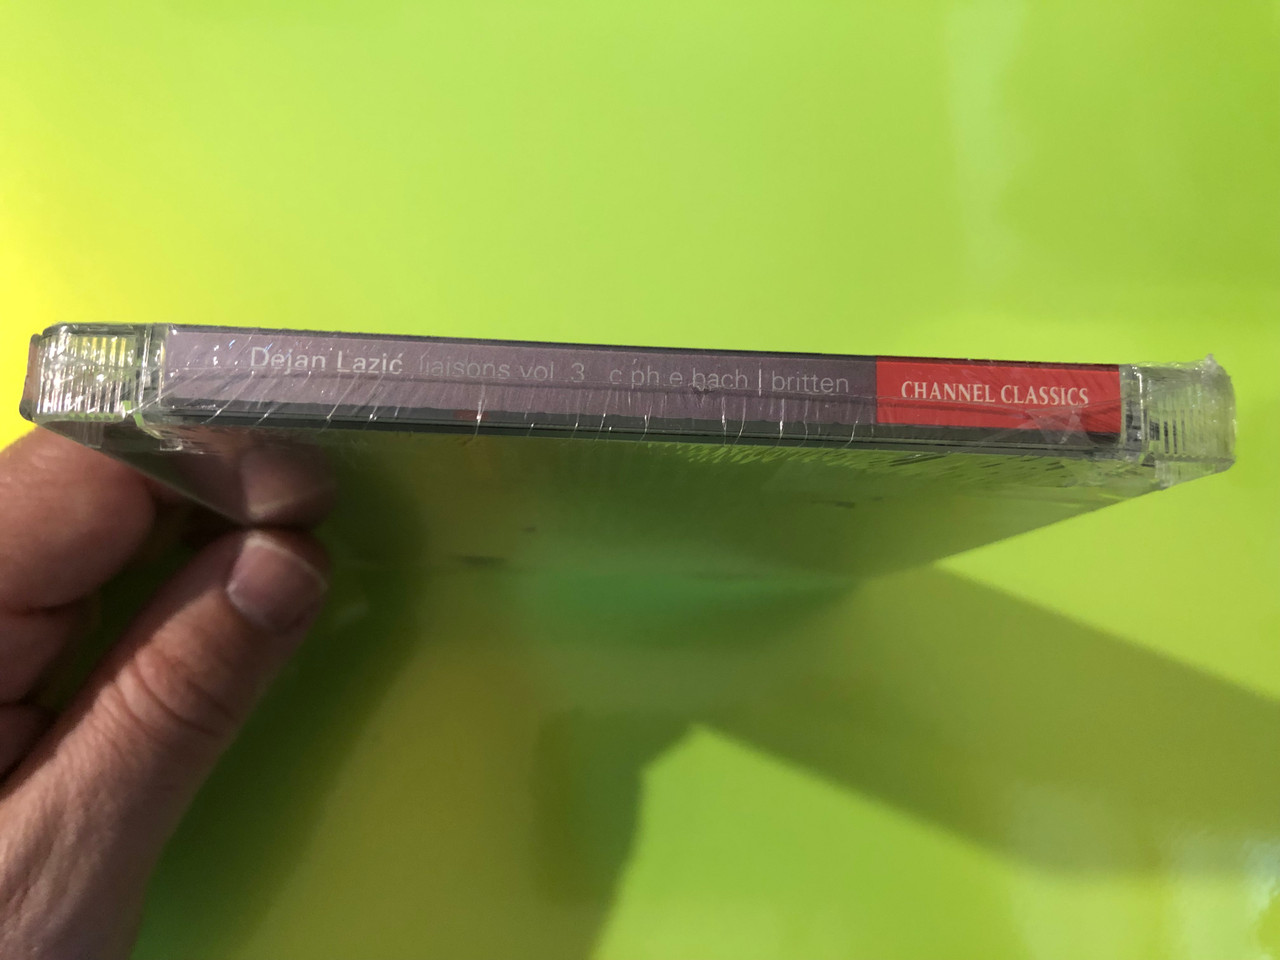 Dejan Lazić liaisons vol. 3 c ph e bach | britten CHANNEL CLASSICS